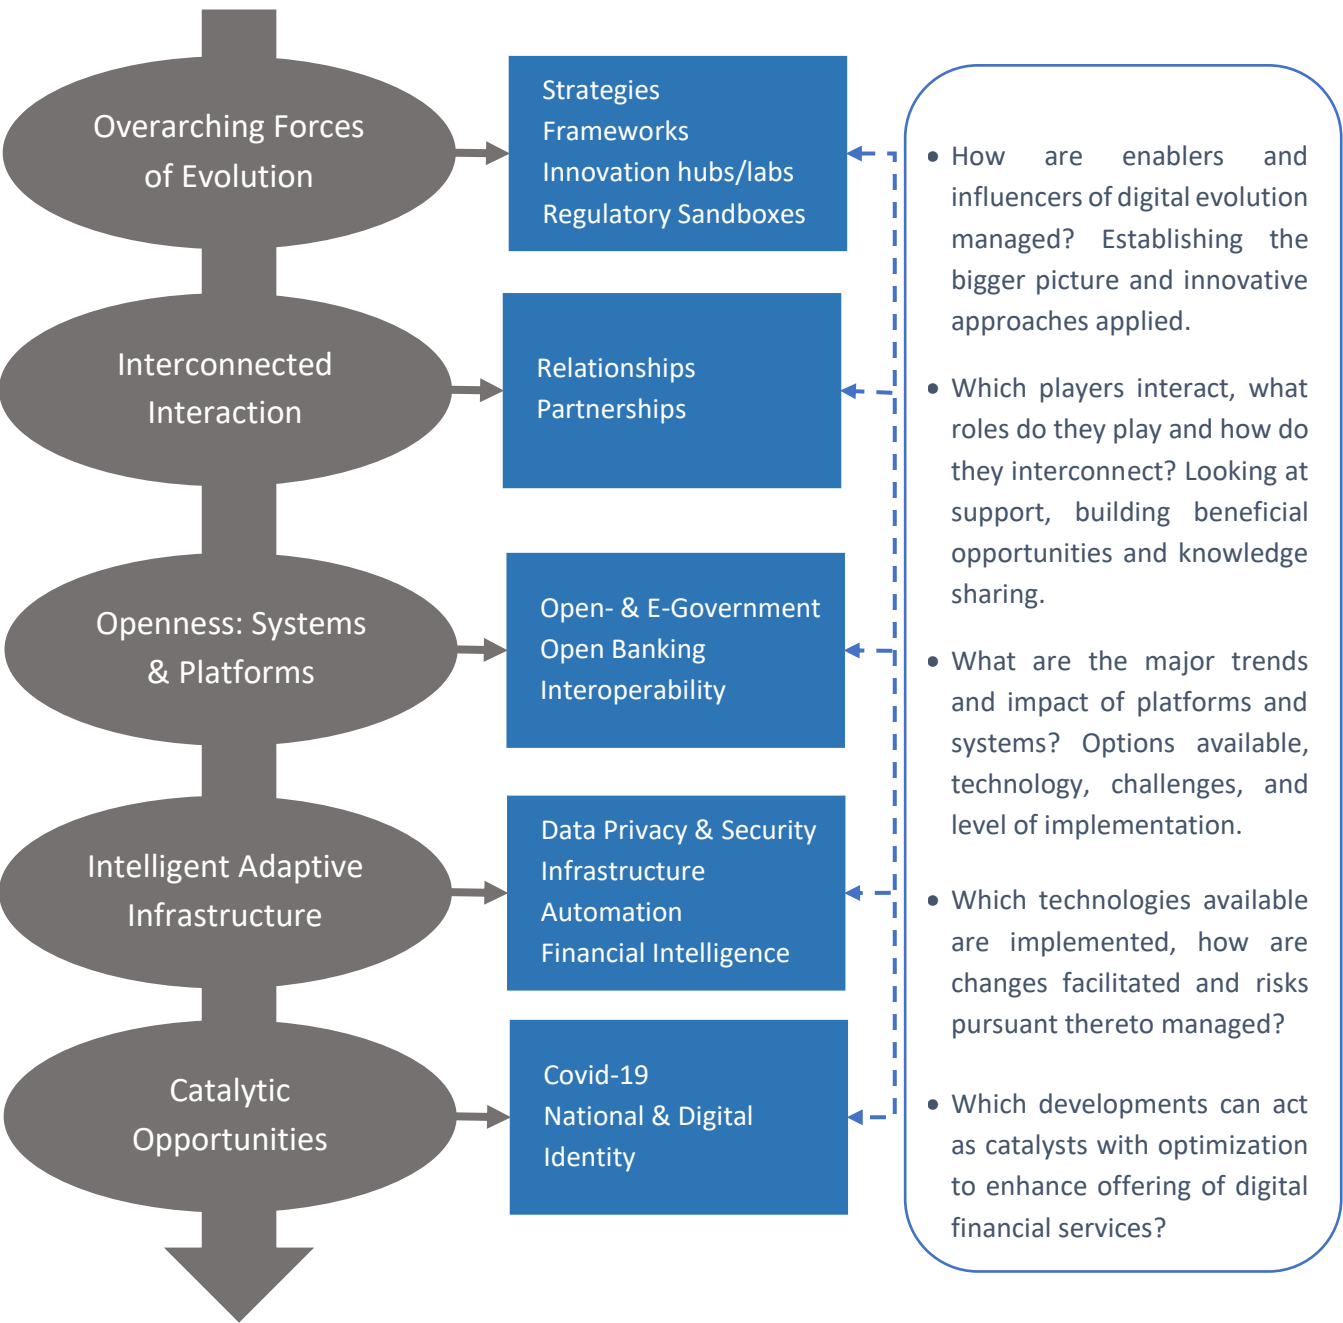 Overarching Forces
of Evolution
Strategies
Frameworks
Innovation hubs/labs
Regulatory Sandboxes
Interconnected
Interaction
Relationships
Partnerships
Openness: Systems
& Platforms
Open- & E-Government
Open Banking
Interoperability
Intelligent Adaptive
Infrastructure
Data Privacy & Security
Infrastructure
Automation
Financial Intelligence
Catalytic
Opportunities
Covid-19
National & Digital
Identity
• How are enablers and
influencers of digital evolution
managed? Establishing the
bigger picture and innovative
approaches applied.
• Which players interact, what
roles do they play and how do
they interconnect? Looking at
support, building beneficial
opportunities and knowledge
sharing.
• What are the major trends
and impact of platforms and
systems? Options available,
technology, challenges, and
level of implementation.
• Which technologies available
are implemented, how are
changes facilitated and risks
pursuant thereto managed?
• Which developments can act
as catalysts with optimization
to enhance offering of digital
financial services?